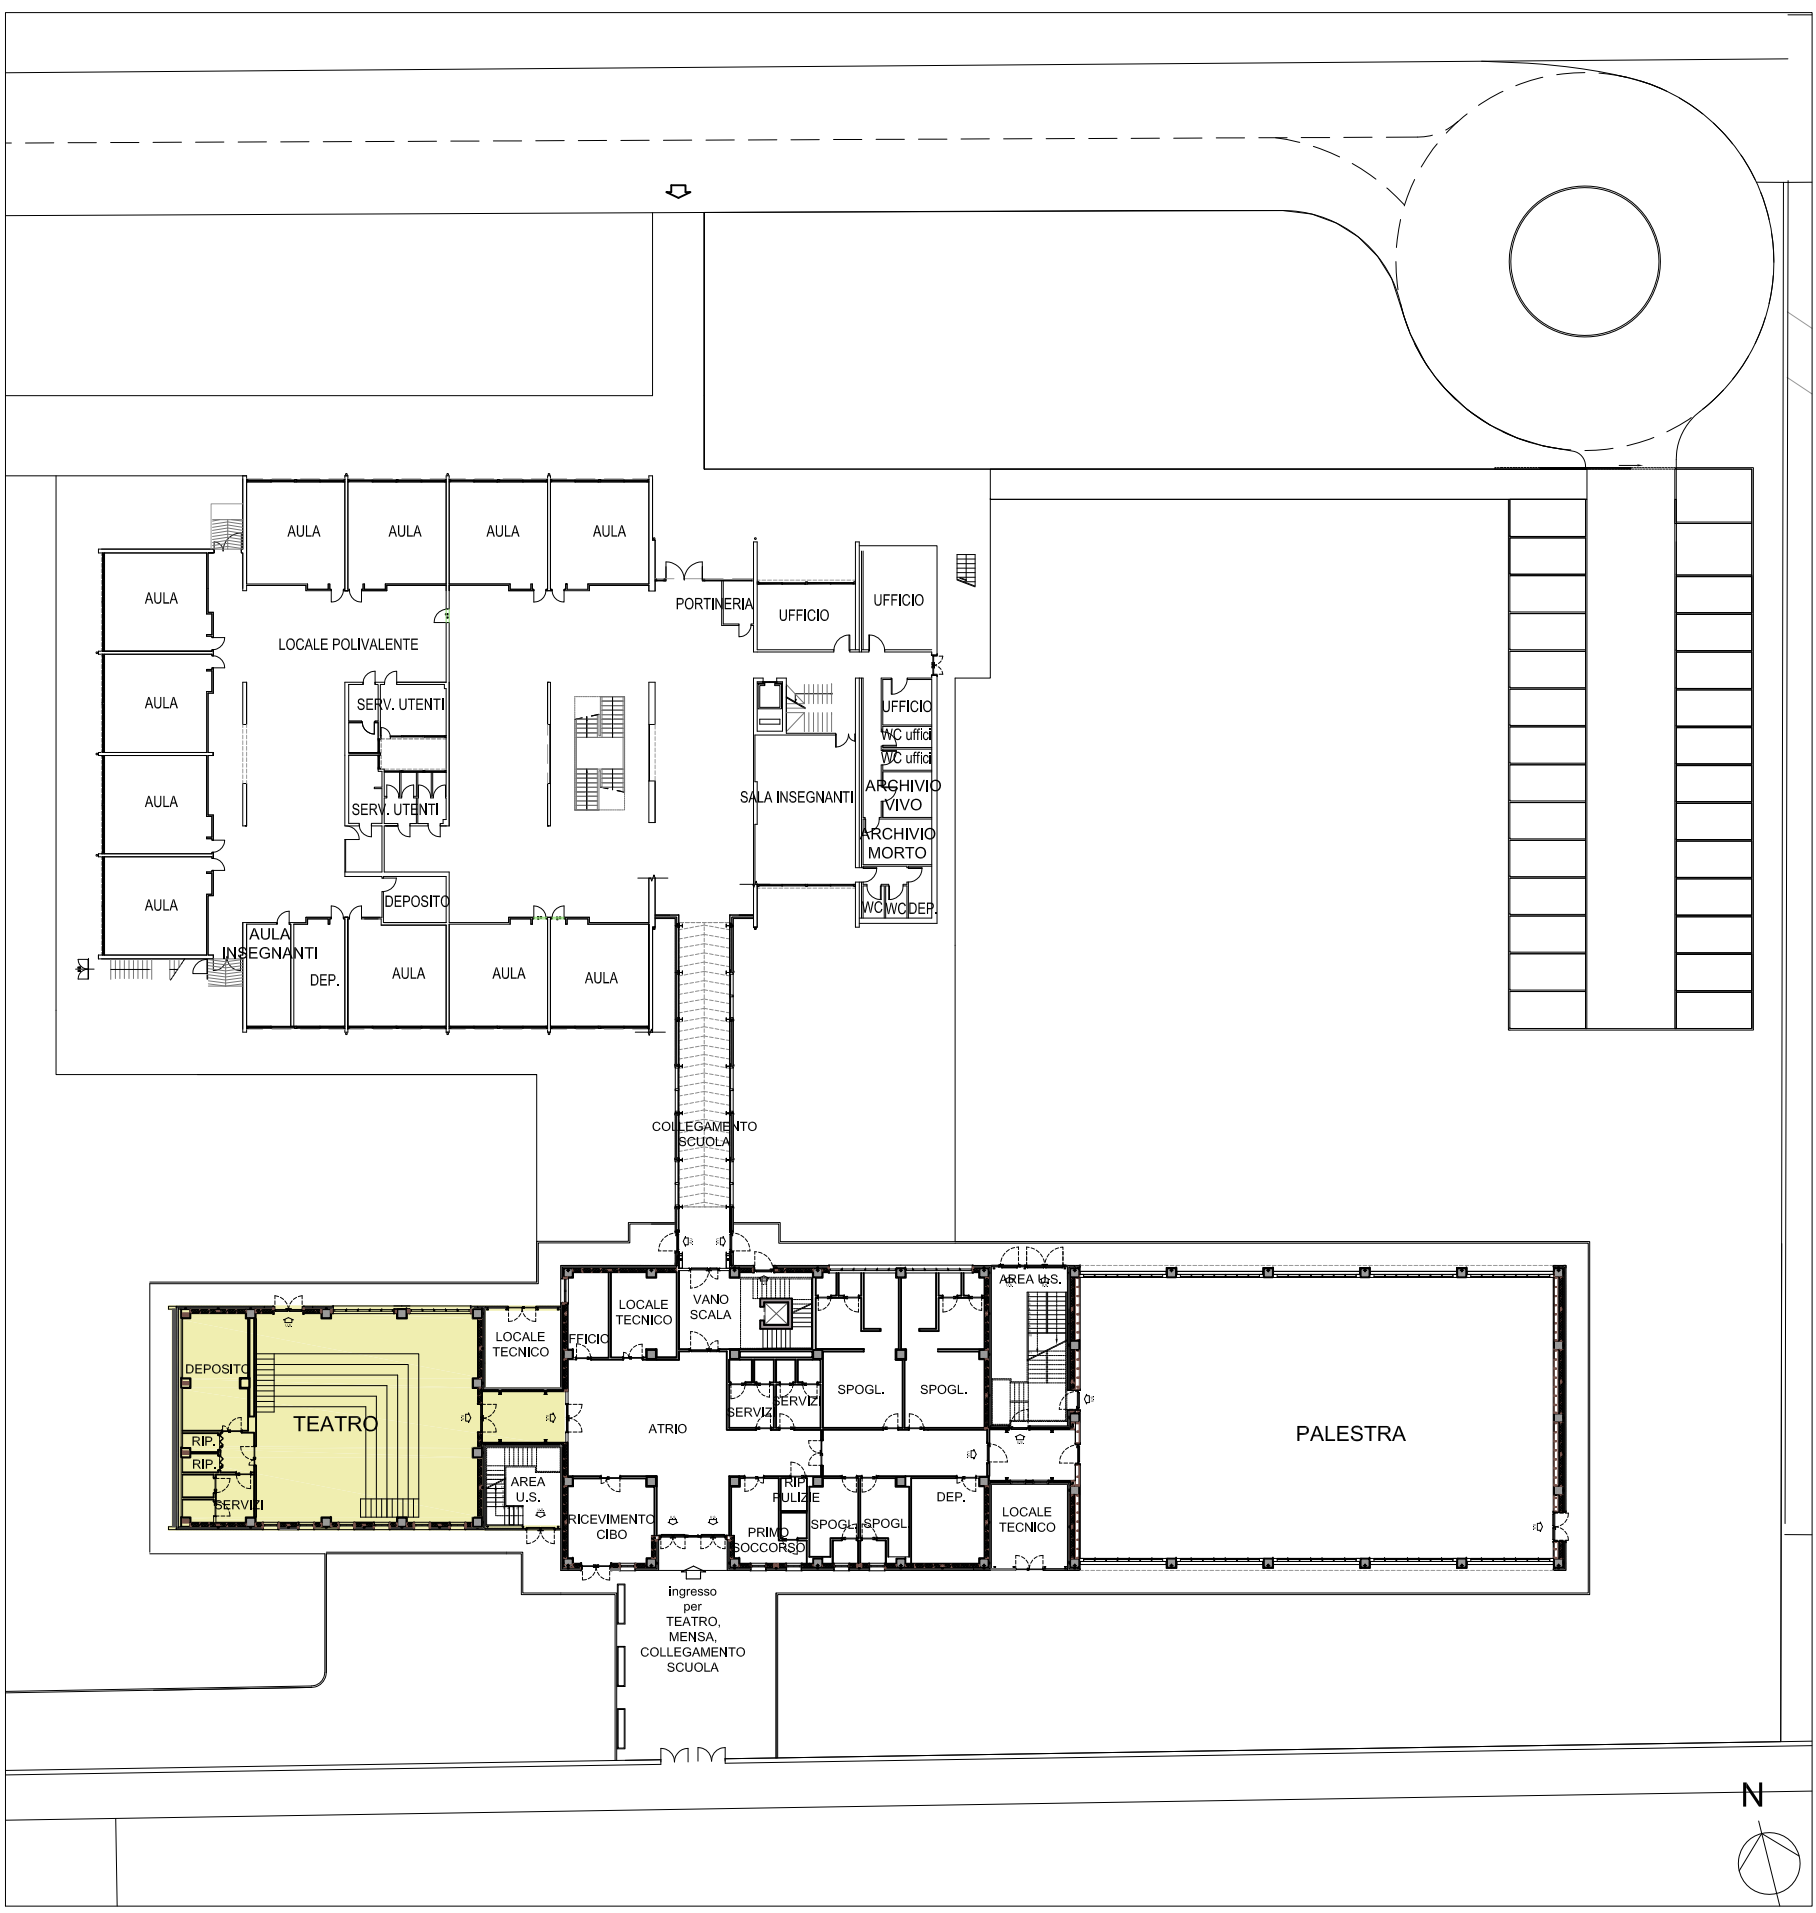 AULA
AULA
AULA
AULA
AULA
PORTINERIA
UFFICIO
UFFICIO
LOCALE POLIVALENTE
AULA
SERV. UTENTI
UFFICIO
WC uffici
WC uffici
AULA
SERV. UTENTI
SALA INSEGNANTI
ARCHIVIO
VIVO
ARCHIVIO
MORTO
AULA
DEPOSITO
WC
WC
DEP.
AULA
INSEGNANTI
DEP.
AULA
AULA
AULA
COLLEGAMENTO
SCUOLA
AREA U.S.
VANO
SCALA
LOCALE
TECNICO
UFFICIO
LOCALE
TECNICO
DEPOSITO
SPOGL.
SPOGL.
SERVIZI
SERVIZI
TEATRO
ATRIO
PALESTRA
RIP.
RIP.
AREA
U.S.
SERVIZI
RIP.
PULIZIE
DEP.
RICEVIMENTO
CIBO
PRIMO
SOCCORSO
SPOGL.
SPOGL.
LOCALE
TECNICO
ingresso
per
TEATRO,
MENSA,
COLLEGAMENTO
SCUOLA
N